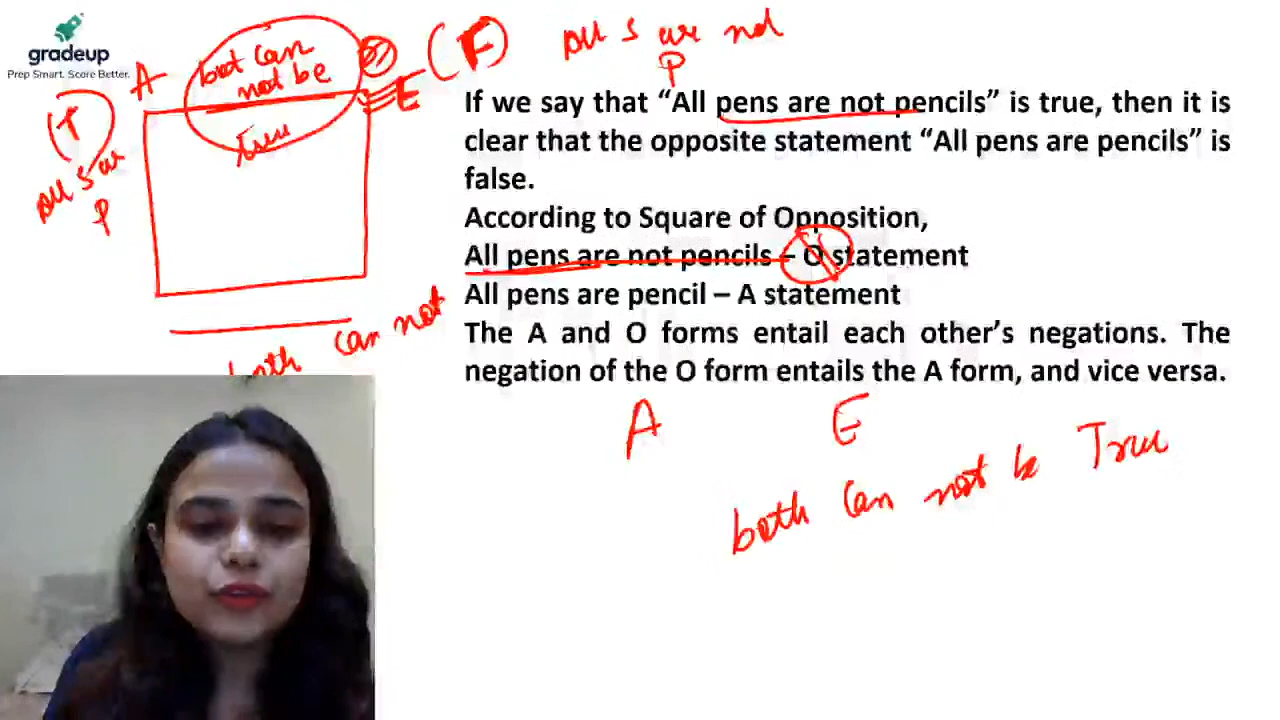 gradeup
Prep Smart. Score Better.
A
both can
not be
True
E
(F)
All S are not
P
(T)
All S are
P
If we say that “All pens are not pencils” is true, then it is
clear that the opposite statement “All pens are pencils” is
false.
According to Square of Opposition,
All pens are not pencils – O statement
All pens are pencil – A statement
The A and O forms entail each other’s negations. The
negation of the O form entails the A form, and vice versa.
both can not
A E
both can not be True